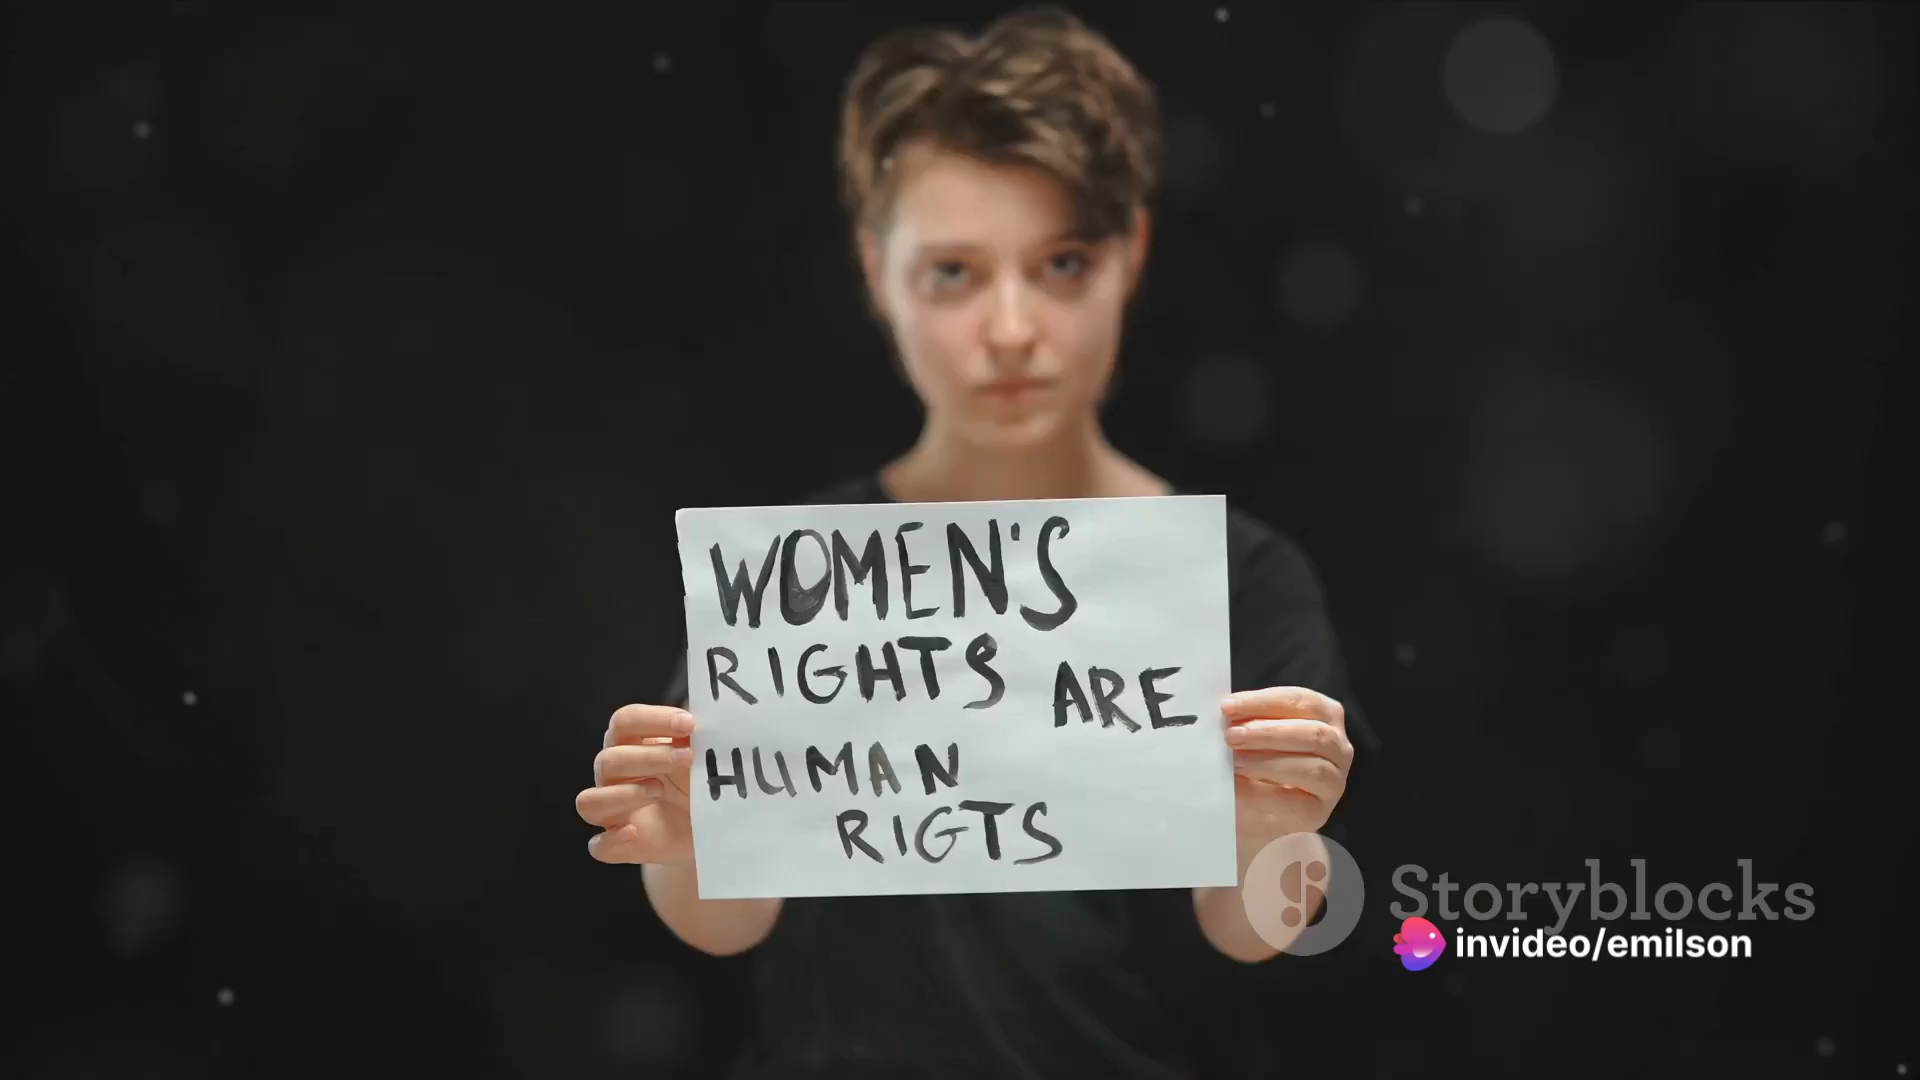 WOMEN'S
RIGHTS ARE
HUMAN
RIGTS
Storyblocks
invideo/emilson